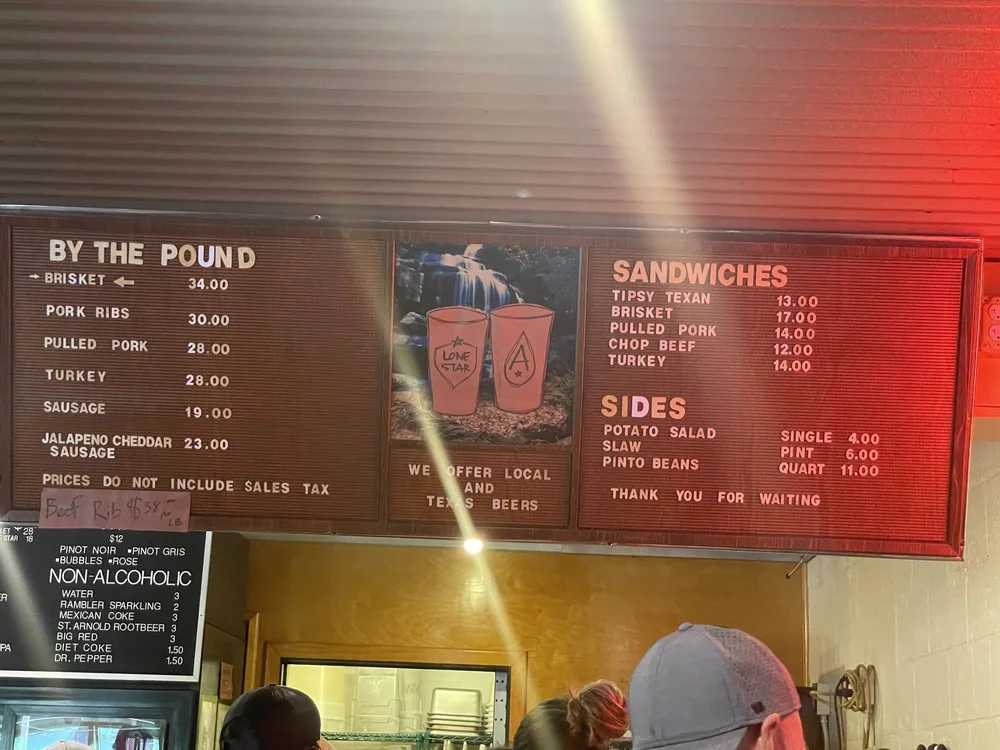 BY THE POUND
BRISKET 34.00
PORK RIBS 30.00
PULLED PORK 28.00
TURKEY 28.00
SAUSAGE 19.00
JALAPENO CHEDDAR 23.00
SAUSAGE
PRICES DO NOT INCLUDE SALES TAX
Beef Rib $38.00 per LB
LONE
STAR
A
WE OFFER LOCAL
AND
TEXAS BEERS
SANDWICHES
TIPSY TEXAN 13.00
BRISKET 17.00
PULLED PORK 14.00
CHOP BEEF 12.00
TURKEY 14.00
SIDES
POTATO SALAD SINGLE 4.00
SLAW PINT 6.00
PINTO BEANS QUART 11.00
THANK YOU FOR WAITING
28
STAR 18
$12
PINOT NOIR •PINOT GRIS
•BUBBLES •ROSE
NON-ALCOHOLIC
WATER 3
RAMBLER SPARKLING 2
MEXICAN COKE 3
ST. ARNOLD ROOTBEER 3
BIG RED 3
DIET COKE 1.50
DR. PEPPER 1.50